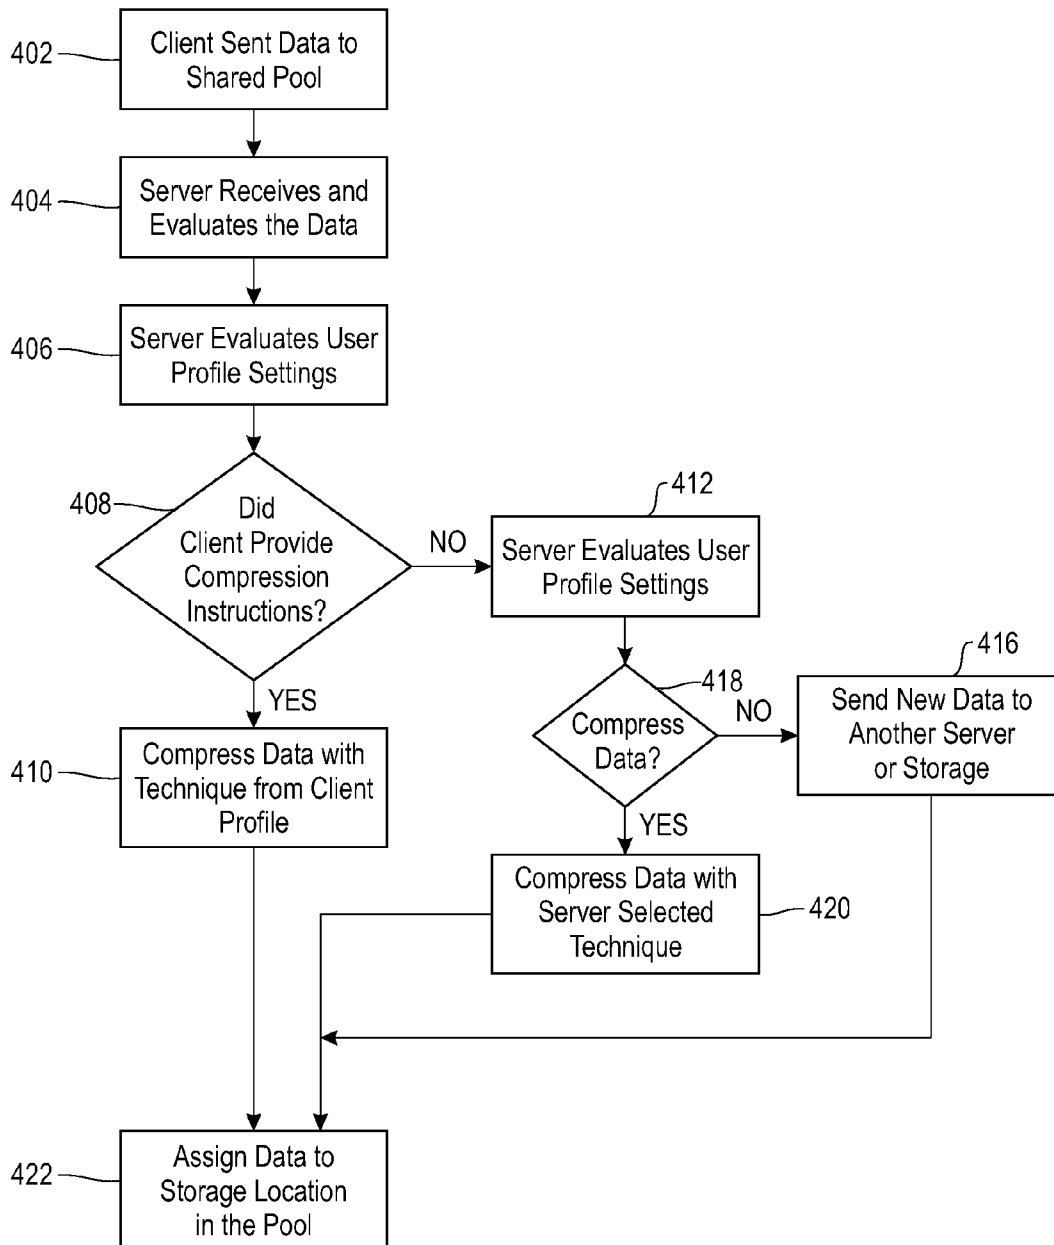 402
Client Sent Data to
Shared Pool
404
Server Receives and
Evaluates the Data
406
Server Evaluates User
Profile Settings
408
Did
Client Provide
Compression
Instructions?
NO
412
Server Evaluates User
Profile Settings
YES
418
Compress
Data?
NO
416
Send New Data to
Another Server
or Storage
410
Compress Data with
Technique from Client
Profile
YES
Compress Data with
Server Selected
Technique
420
422
Assign Data to
Storage Location
in the Pool